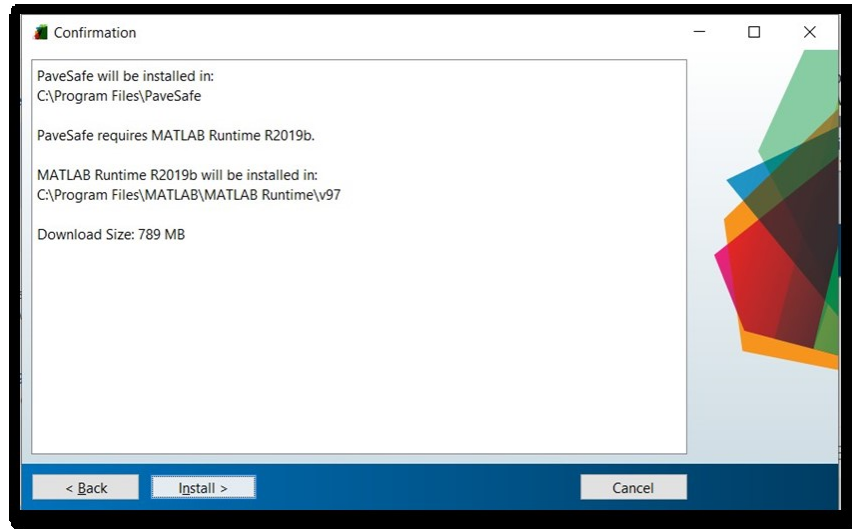 Confirmation
PaveSafe will be installed in:
C:\Program Files\PaveSafe
PaveSafe requires MATLAB Runtime R2019b.
MATLAB Runtime R2019b will be installed in:
C:\Program Files\MATLAB\MATLAB Runtime\v97
Download Size: 789 MB
< Back
Install >
Cancel